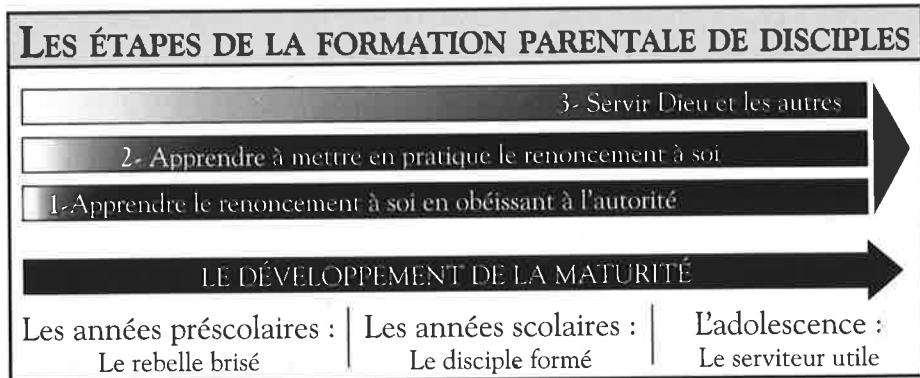 LES ÉTAPES DE LA FORMATION PARENTALE DE DISCIPLES
3- Servir Dieu et les autres
2- Apprendre à mettre en pratique le renoncement à soi
1-Apprendre le renoncement à soi en obéissant à l'autorité
LE DÉVELOPPEMENT DE LA MATURITÉ
Les années préscolaires :
Le rebelle brisé
Les années scolaires :
Le disciple formé
L'adolescence :
Le serviteur utile